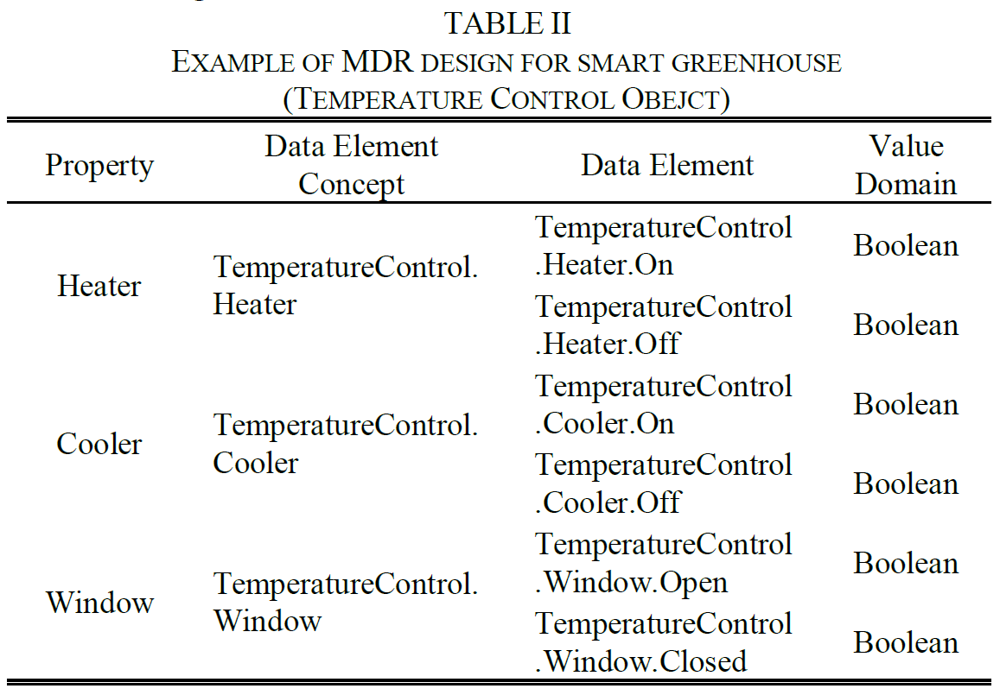 TABLE II
EXAMPLE OF MDR DESIGN FOR SMART GREENHOUSE
(TEMPERATURE CONTROL OBEJCT)
Property
Data Element
Concept
Data Element
Value
Domain
Heater
TemperatureControl.
Heater
TemperatureControl
.Heater.On
Boolean
TemperatureControl
.Heater.Off
Boolean
Cooler
TemperatureControl.
Cooler
TemperatureControl
.Cooler.On
Boolean
TemperatureControl
.Cooler.Off
Boolean
Window
TemperatureControl.
Window
TemperatureControl
.Window.Open
Boolean
TemperatureControl
.Window.Closed
Boolean